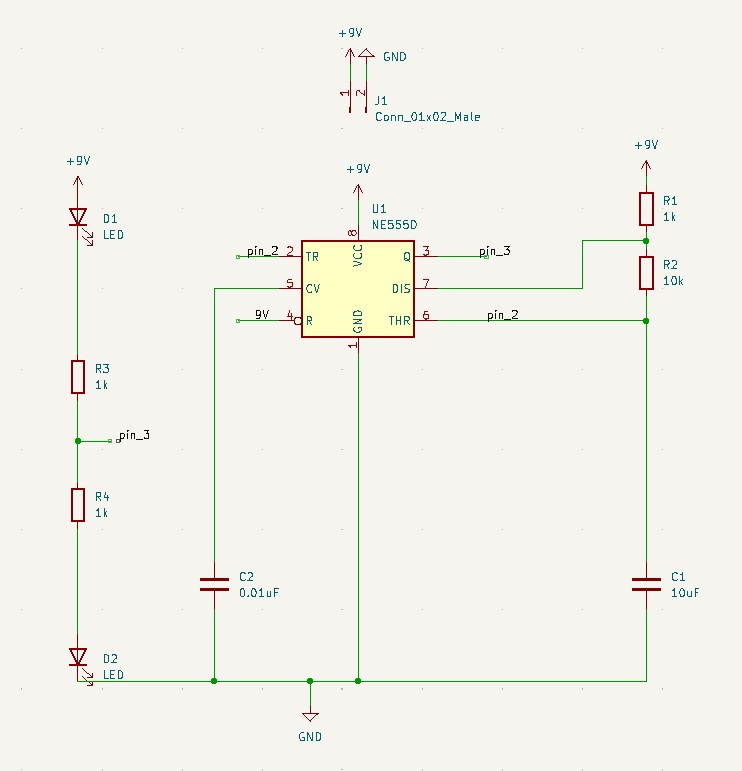 +9V
GND
1
2
J1
Conn_01x02_Male
+9V
D1
LED
R3
1k
pin_3
R4
1k
D2
LED
+9V
U1
NE555D
8
VCC
pin_2
2
TR
5
CV
9V
4
R
GND
1
Q
3
pin_3
DIS
7
THR
6
pin_2
C2
0.01uF
GND
+9V
R1
1k
R2
10k
C1
10uF